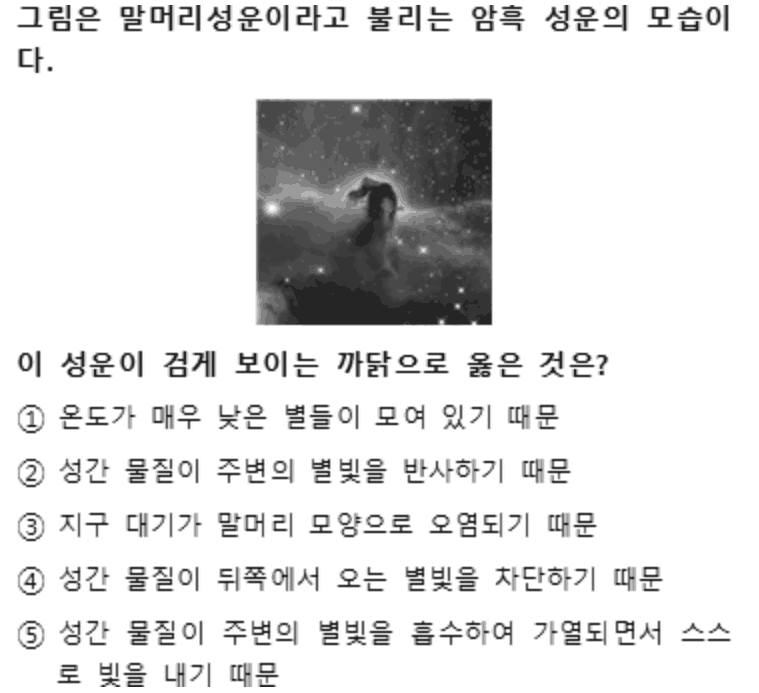 그림은 말머리성운이라고 불리는 암흑 성운의 모습이
다.
이 성운이 검게 보이는 까닭으로 옳은 것은?
① 온도가 매우 낮은 별들이 모여 있기 때문
② 성간 물질이 주변의 별빛을 반사하기 때문
③ 지구 대기가 말머리 모양으로 오염되기 때문
④ 성간 물질이 뒤쪽에서 오는 별빛을 차단하기 때문
⑤ 성간 물질이 주변의 별빛을 흡수하여 가열되면서 스스
로 빛을 내기 때문